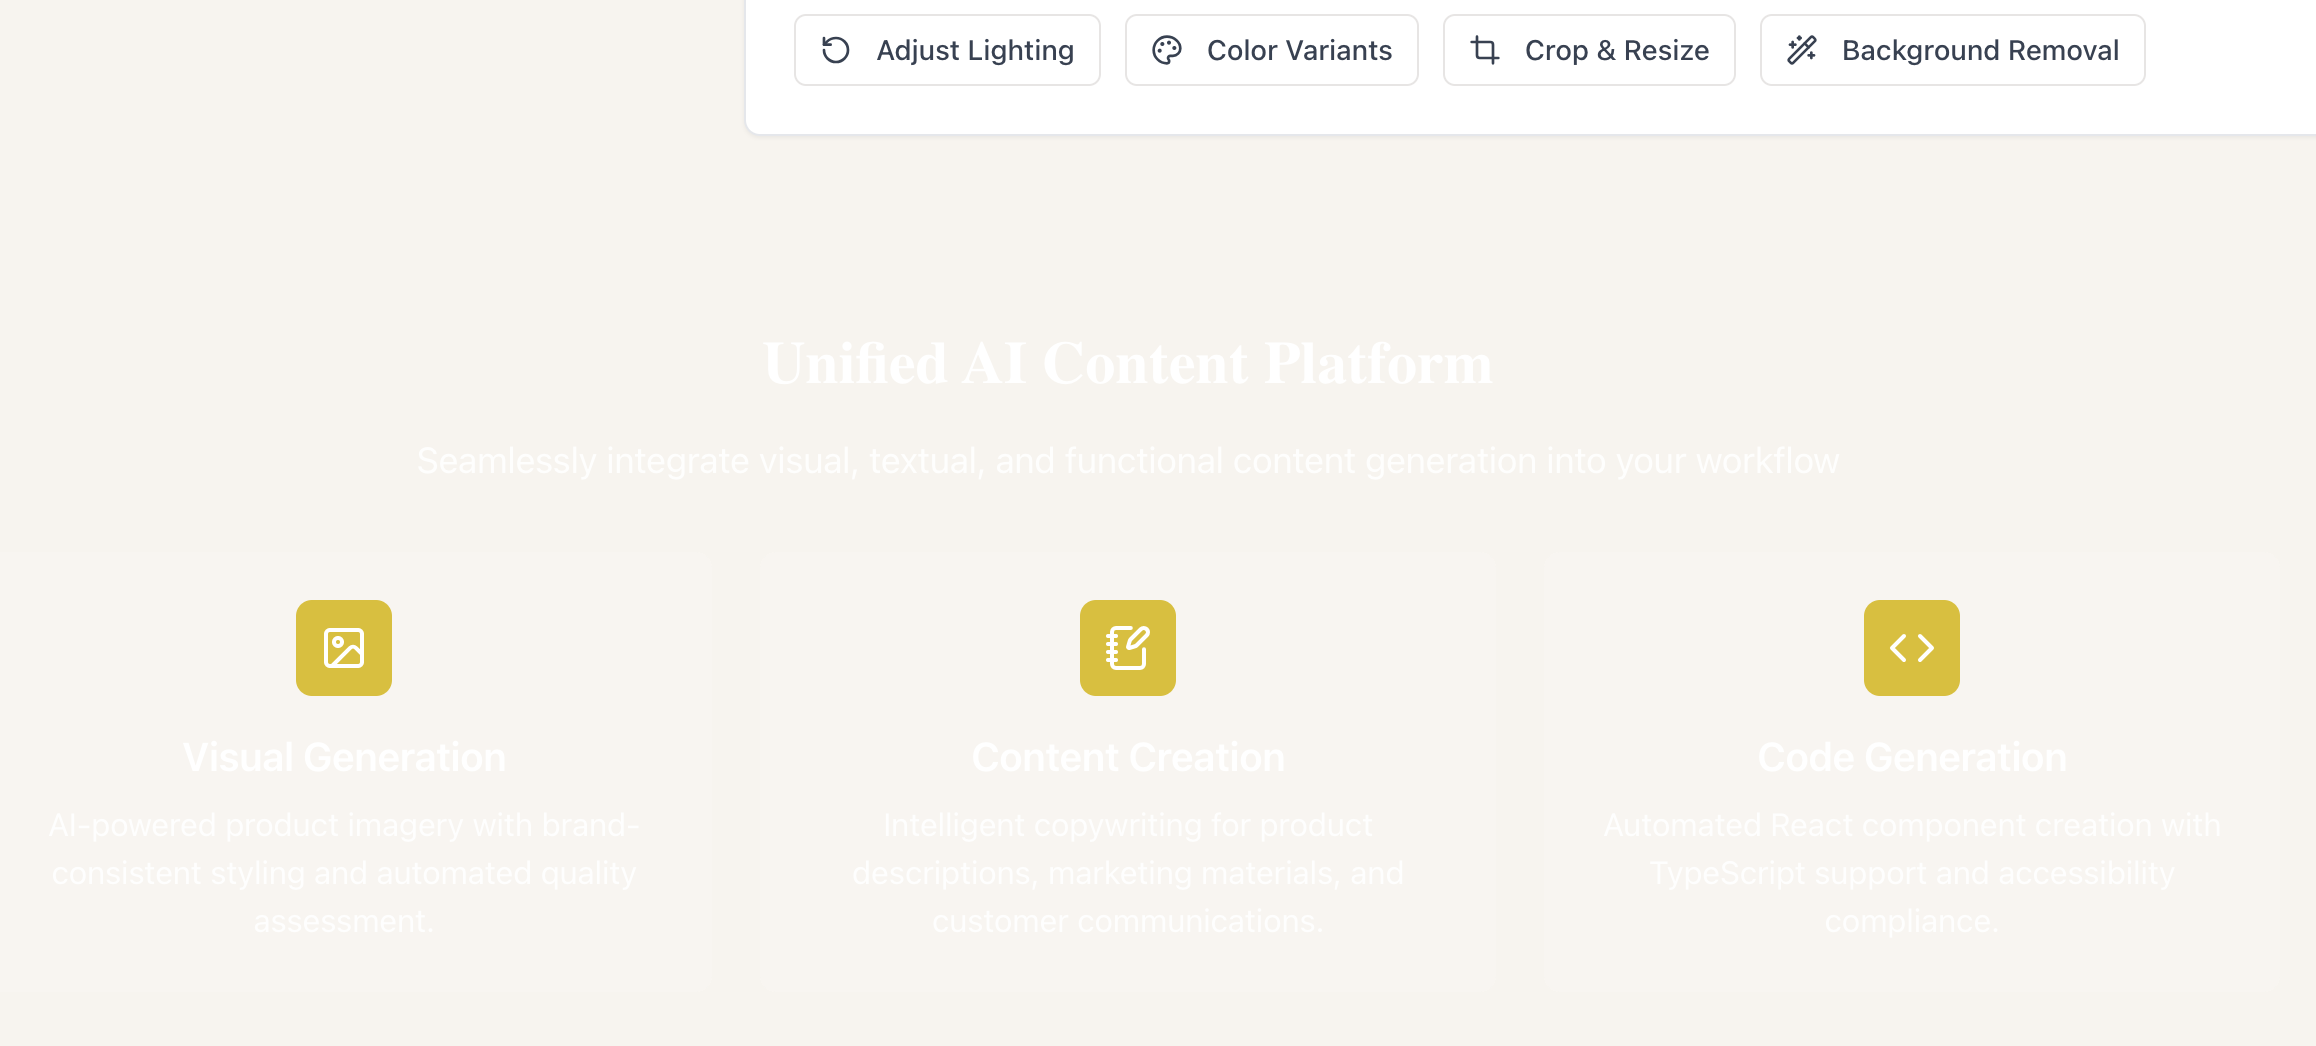 Adjust Lighting
Color Variants
Crop & Resize
Background Removal
Unified AI Content Platform
Seamlessly integrate visual, textual, and functional content generation into your workflow
Visual Generation
AI-powered product imagery with brand-
consistent styling and automated quality
assessment.
Content Creation
Intelligent copywriting for product
descriptions, marketing materials, and
customer communications.
Code Generation
Automated React component creation with
TypeScript support and accessibility
compliance.